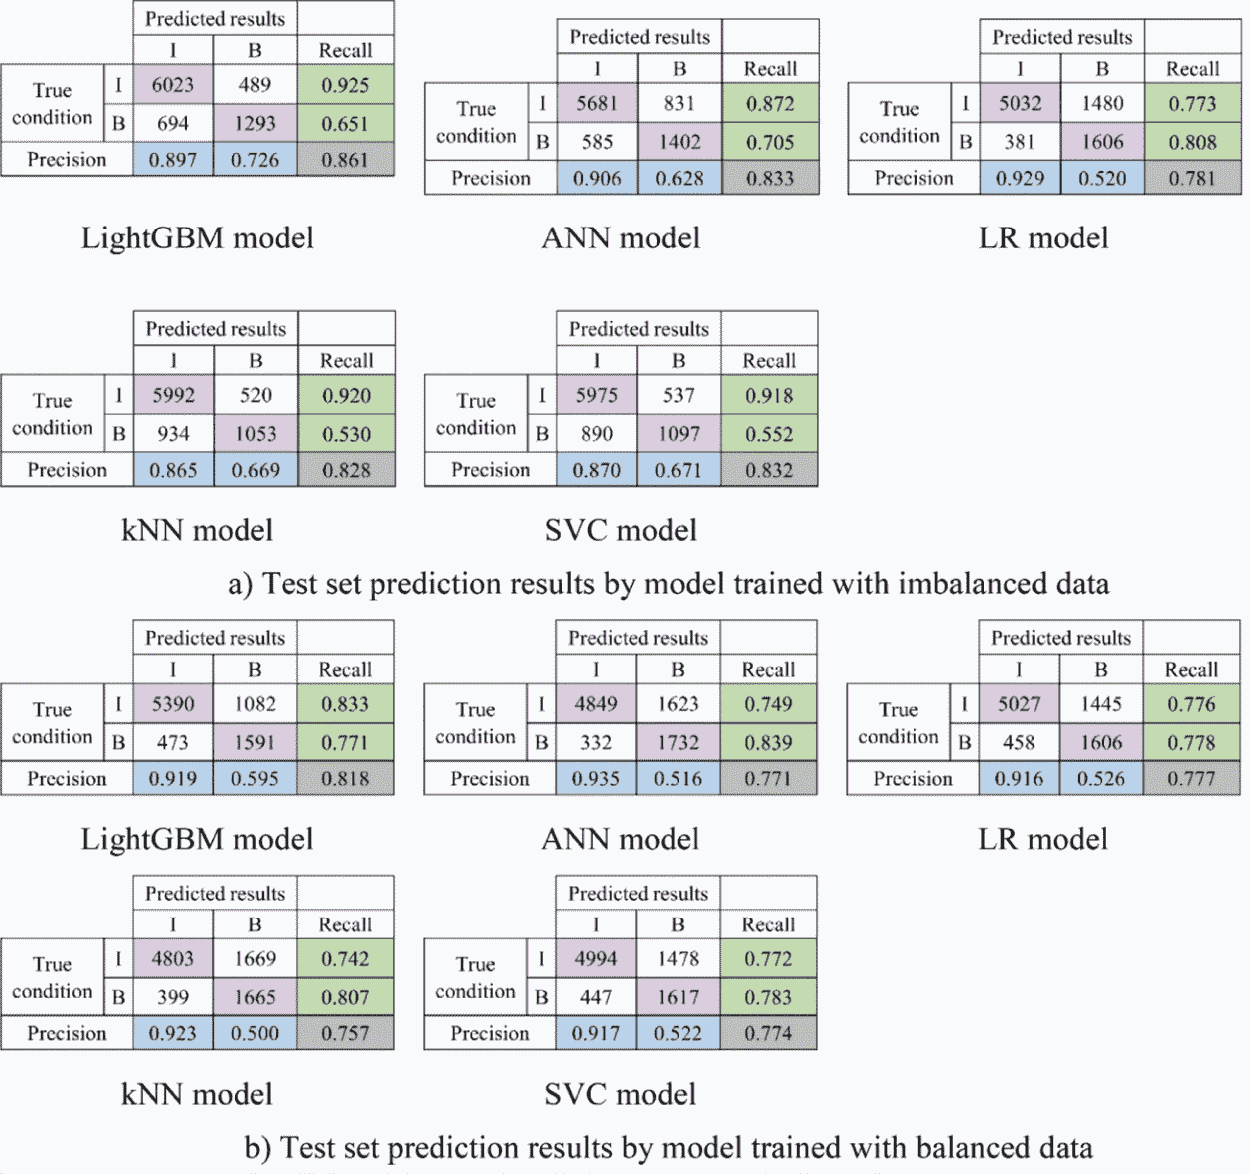 Predicted results
I B Recall
True condition I 6023 489 0.925
B 694 1293 0.651
Precision 0.897 0.726 0.861
LightGBM model
Predicted results
I B Recall
True condition I 5681 831 0.872
B 585 1402 0.705
Precision 0.906 0.628 0.833
ANN model
Predicted results
I B Recall
True condition I 5032 1480 0.773
B 381 1606 0.808
Precision 0.929 0.520 0.781
LR model
Predicted results
I B Recall
True condition I 5992 520 0.920
B 934 1053 0.530
Precision 0.865 0.669 0.828
kNN model
Predicted results
I B Recall
True condition I 5975 537 0.918
B 890 1097 0.552
Precision 0.870 0.671 0.832
SVC model
a) Test set prediction results by model trained with imbalanced data
Predicted results
I B Recall
True condition I 5390 1082 0.833
B 473 1591 0.771
Precision 0.919 0.595 0.818
LightGBM model
Predicted results
I B Recall
True condition I 4849 1623 0.749
B 332 1732 0.839
Precision 0.935 0.516 0.771
ANN model
Predicted results
I B Recall
True condition I 5027 1445 0.776
B 458 1606 0.778
Precision 0.916 0.526 0.777
LR model
Predicted results
I B Recall
True condition I 4803 1669 0.742
B 399 1665 0.807
Precision 0.923 0.500 0.757
kNN model
Predicted results
I B Recall
True condition I 4994 1478 0.772
B 447 1617 0.783
Precision 0.917 0.522 0.774
SVC model
b) Test set prediction results by model trained with balanced data